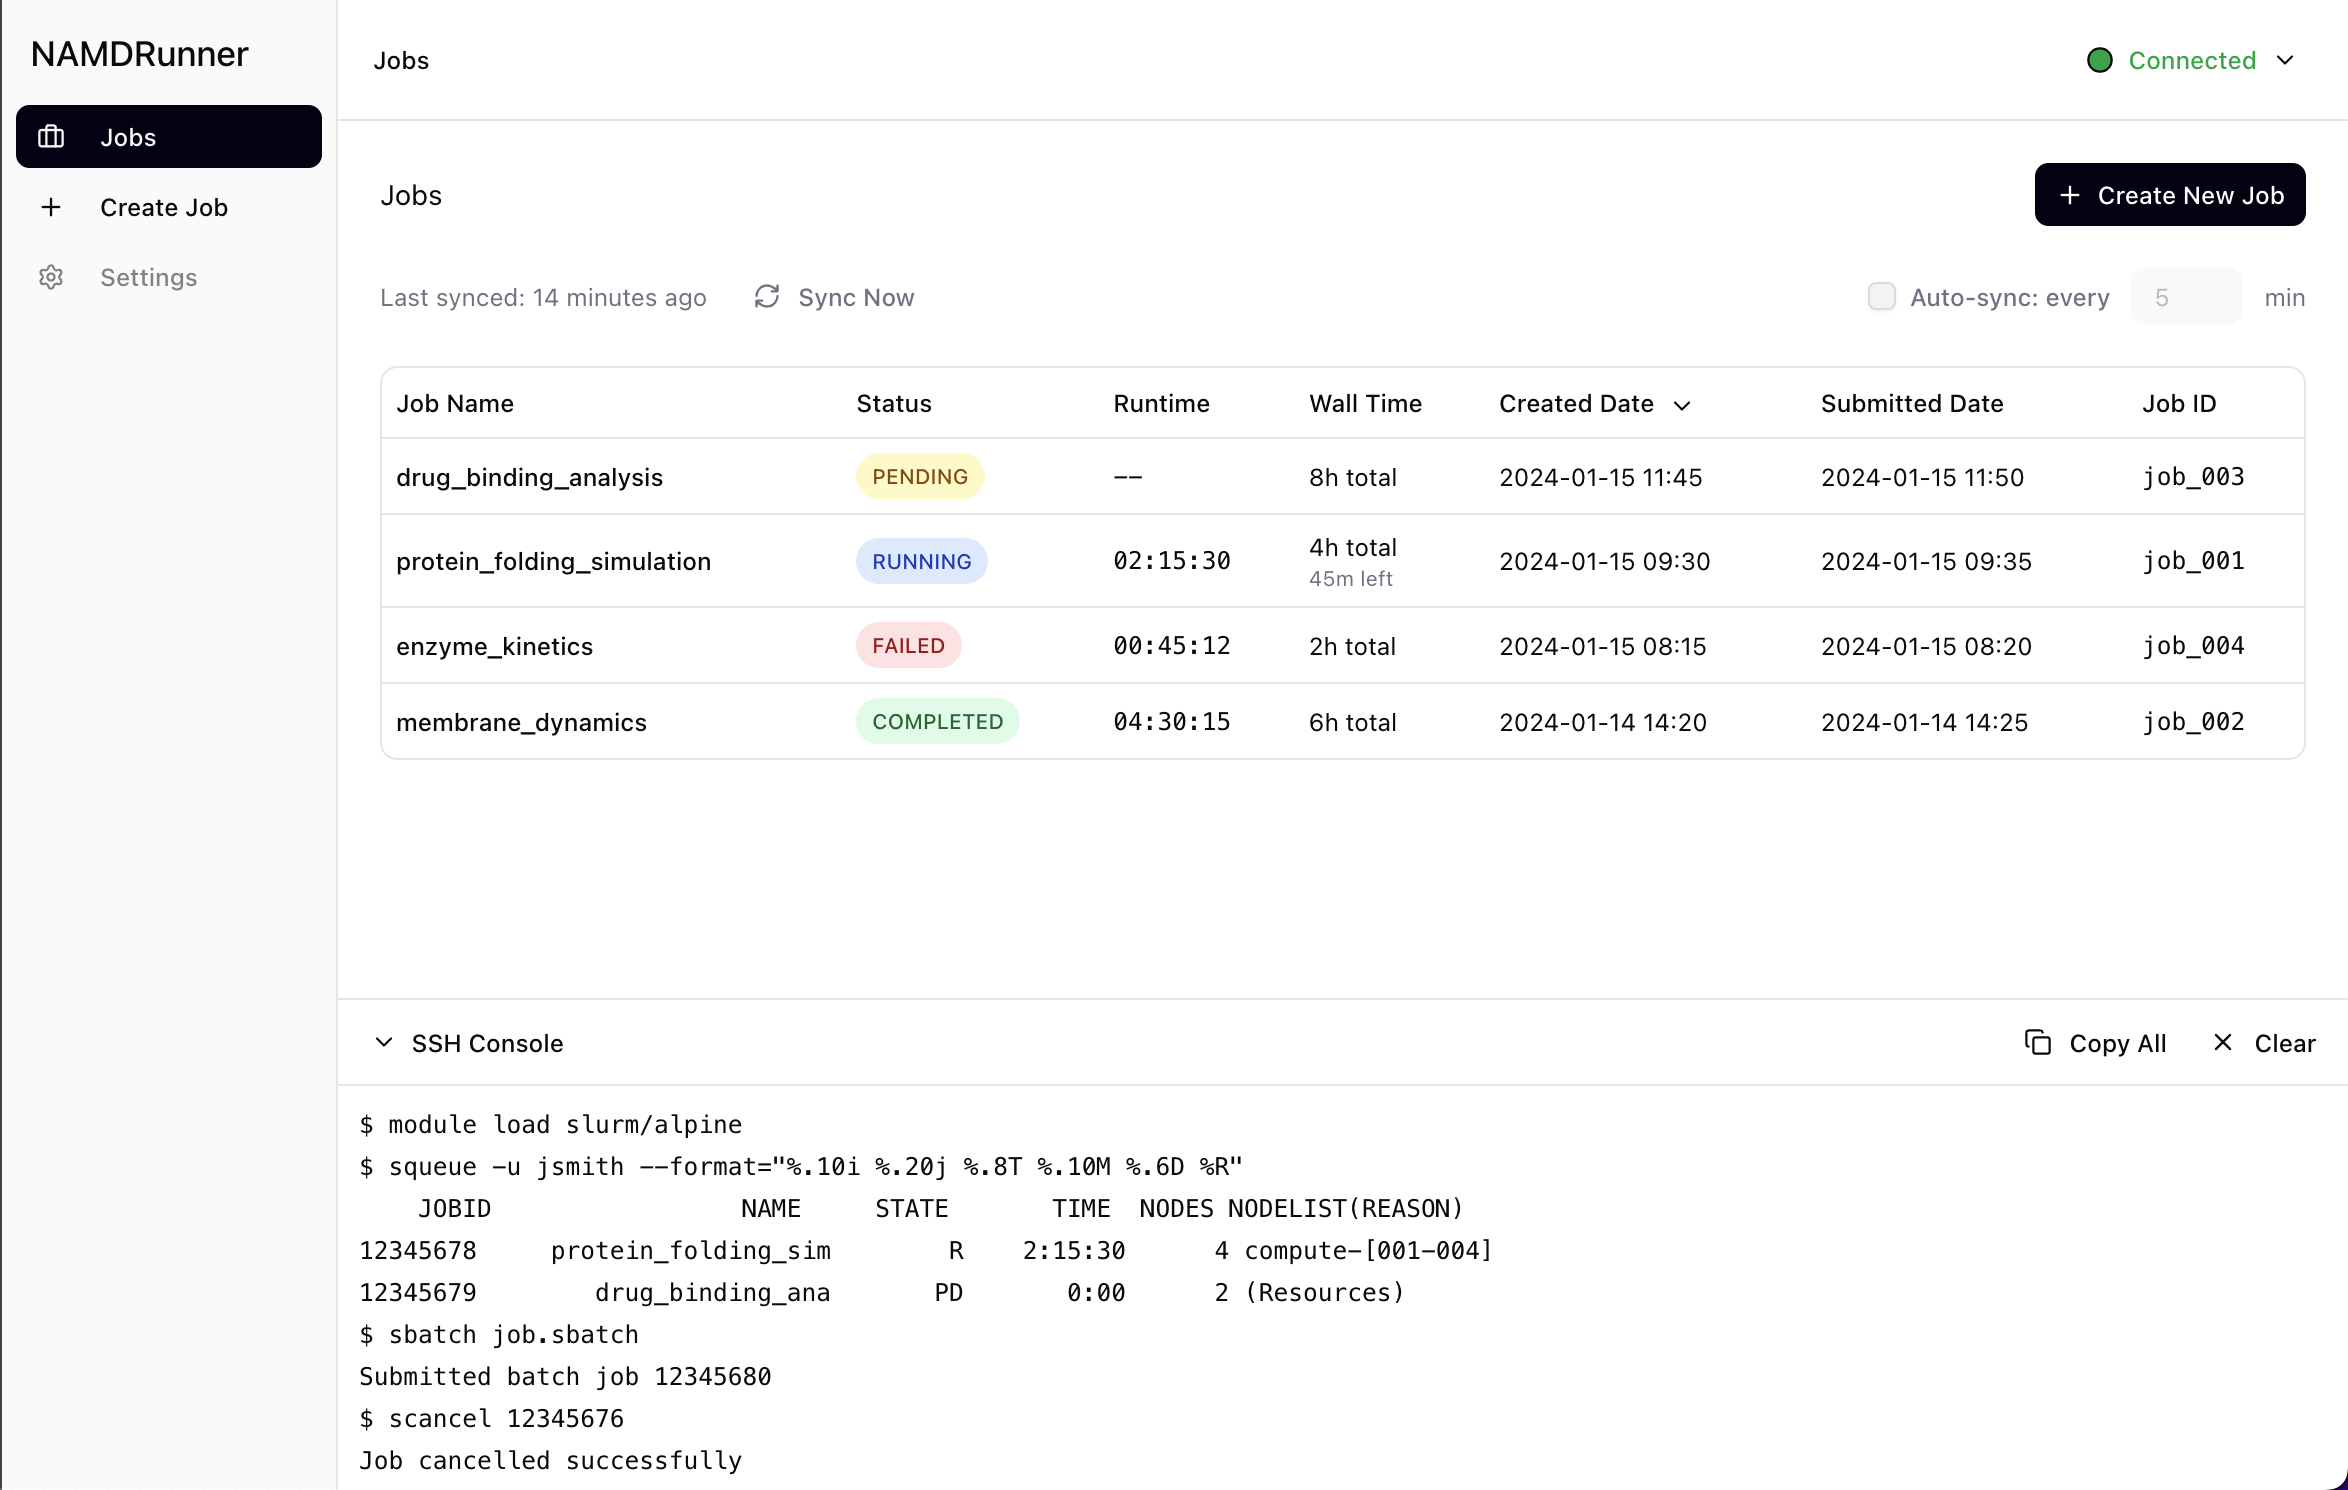 NAMDRunner
Jobs
Create Job
Settings
Jobs
Connected
Jobs
Create New Job
Last synced: 14 minutes ago Sync Now Auto-sync: every 5 min
Job Name Status Runtime Wall Time Created Date Submitted Date Job ID
drug_binding_analysis PENDING -- 8h total 2024-01-15 11:45 2024-01-15 11:50 job_003
protein_folding_simulation RUNNING 02:15:30 4h total 2024-01-15 09:30 2024-01-15 09:35 job_001
45m left
enzyme_kinetics FAILED 00:45:12 2h total 2024-01-15 08:15 2024-01-15 08:20 job_004
membrane_dynamics COMPLETED 04:30:15 6h total 2024-01-14 14:20 2024-01-14 14:25 job_002
SSH Console Copy All Clear
$ module load slurm/alpine
$ squeue -u jsmith --format="%.10i %.20j %.8T %.10M %.6D %R"
JOBID NAME STATE TIME NODES NODELIST(REASON)
12345678 protein_folding_sim R 2:15:30 4 compute-[001-004]
12345679 drug_binding_ana PD 0:00 2 (Resources)
$ sbatch job.sbatch
Submitted batch job 12345680
$ scancel 12345676
Job cancelled successfully